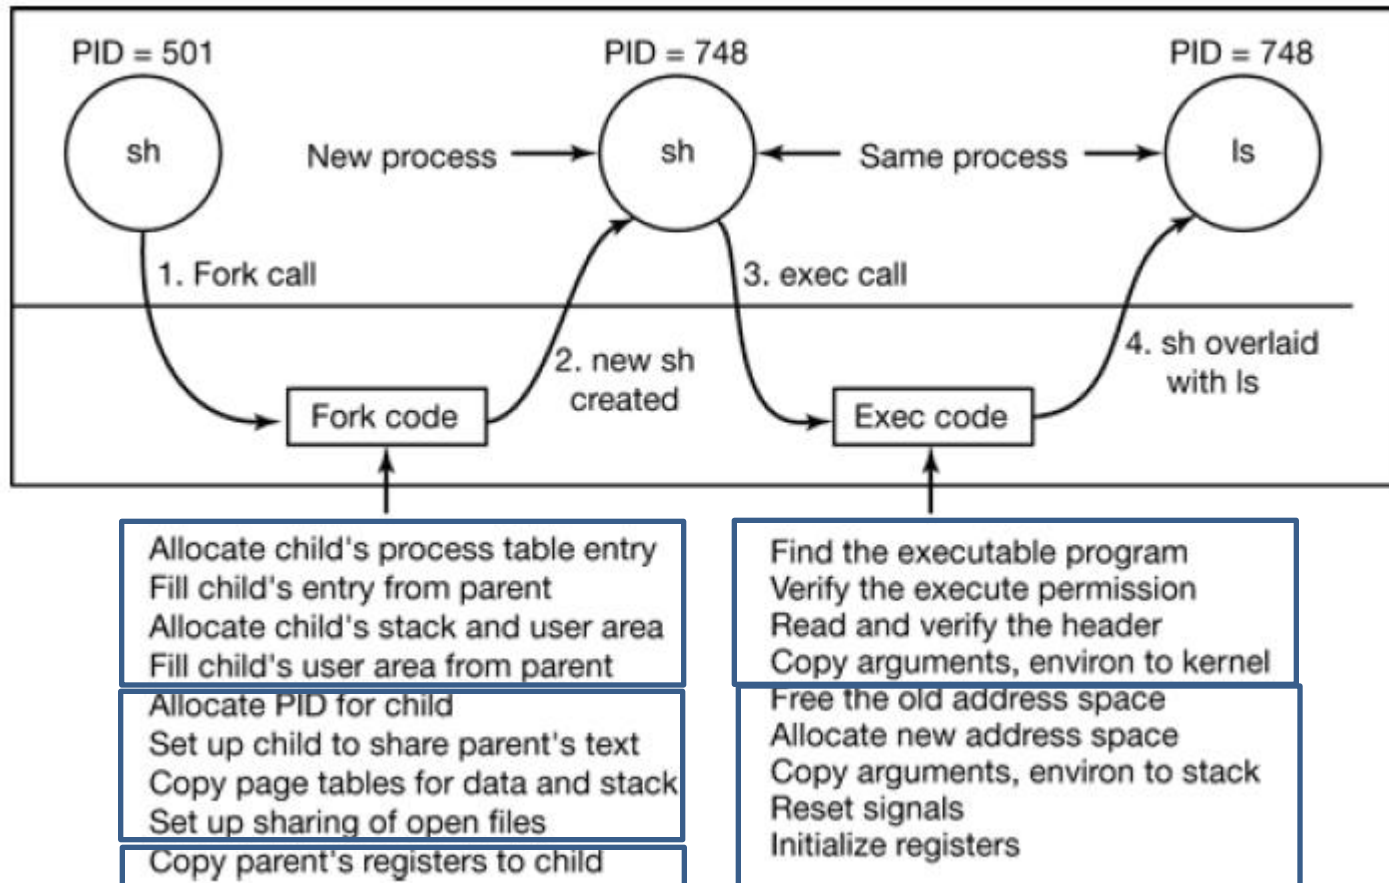 PID = 501
PID = 748
PID = 748
sh
New process
sh
Same process
ls
1. Fork call
3. exec call
2. new sh
created
4. sh overlaid
with ls
Fork code
Exec code
Allocate child's process table entry
Fill child's entry from parent
Allocate child's stack and user area
Fill child's user area from parent
Allocate PID for child
Set up child to share parent's text
Copy page tables for data and stack
Set up sharing of open files
Copy parent's registers to child
Find the executable program
Verify the execute permission
Read and verify the header
Copy arguments, environ to kernel
Free the old address space
Allocate new address space
Copy arguments, environ to stack
Reset signals
Initialize registers